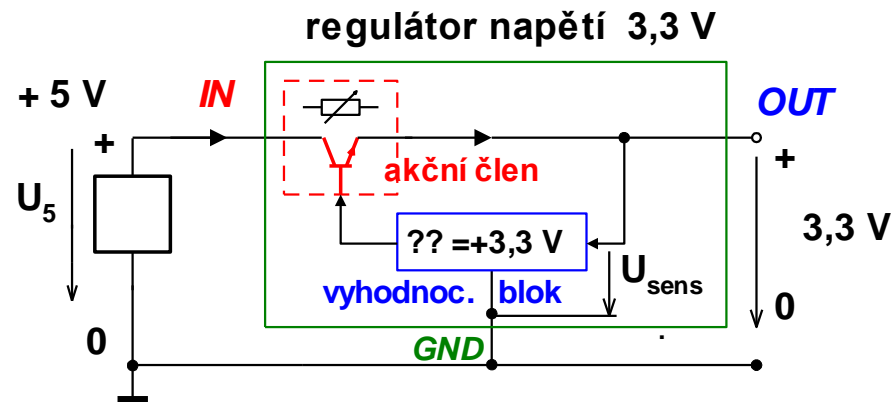 regulátor napětí 3,3 V
+ 5 V
IN
OUT
+
+
akční člen
U5
?? =+3,3 V
3,3 V
Usens
vyhodnoc. blok
0
0
GND